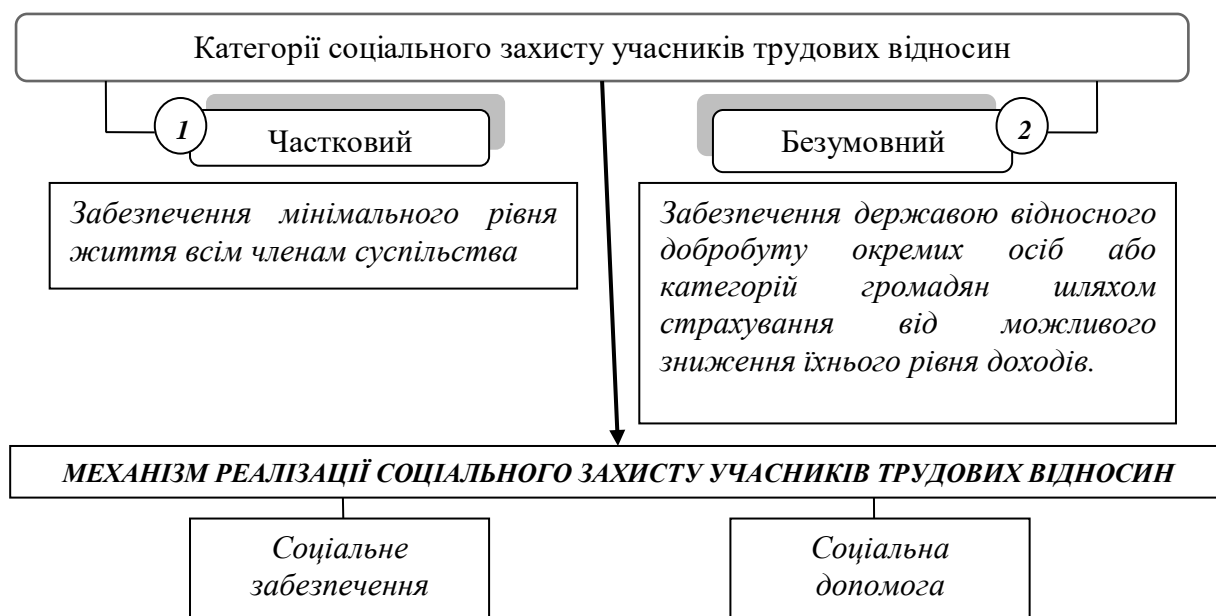 Категорії соціального захисту учасників трудових відносин
1
Частковий
Безумовний
2
Забезпечення мінімального рівня
життя всім членам суспільства
Забезпечення державою відносного
добробуту окремих осіб або
категорій громадян шляхом
страхування від можливого
зниження їхнього рівня доходів.
МЕХАНІЗМ РЕАЛІЗАЦІЇ СОЦІАЛЬНОГО ЗАХИСТУ УЧАСНИКІВ ТРУДОВИХ ВІДНОСИН
Соціальне
забезпечення
Соціальна
допомога